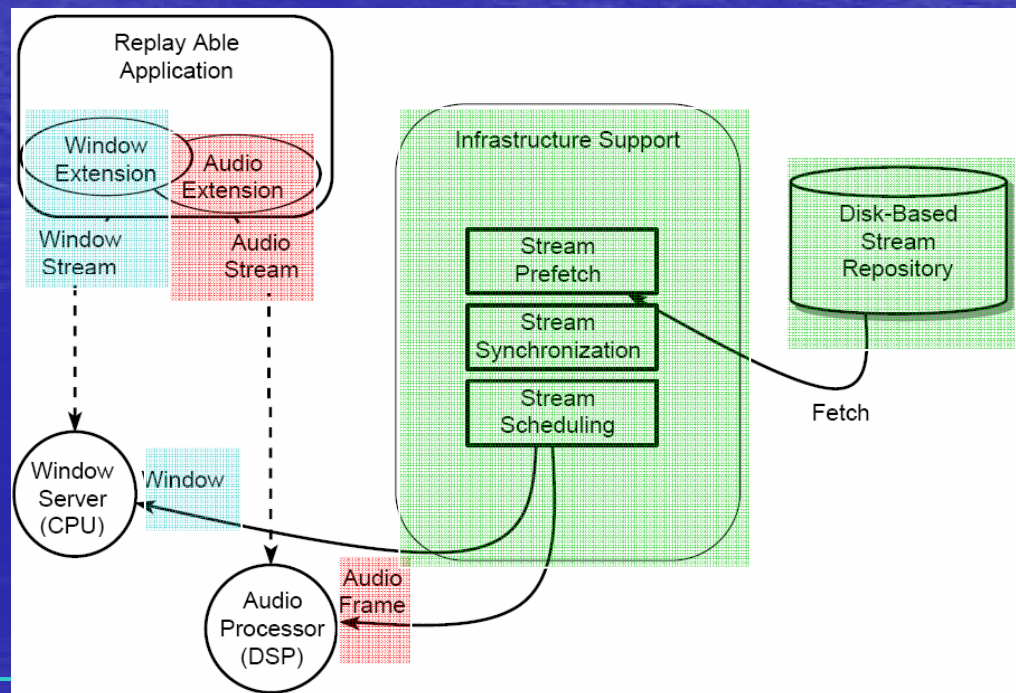 Replay Able
Application
Window
Extension
Audio
Extension
Window
Stream
Audio
Stream
Infrastructure Support
Stream
Prefetch
Stream
Synchronization
Stream
Scheduling
Disk-Based
Stream
Repository
Fetch
Window
Server
(CPU)
Window
Audio
Frame
Audio
Processor
(DSP)